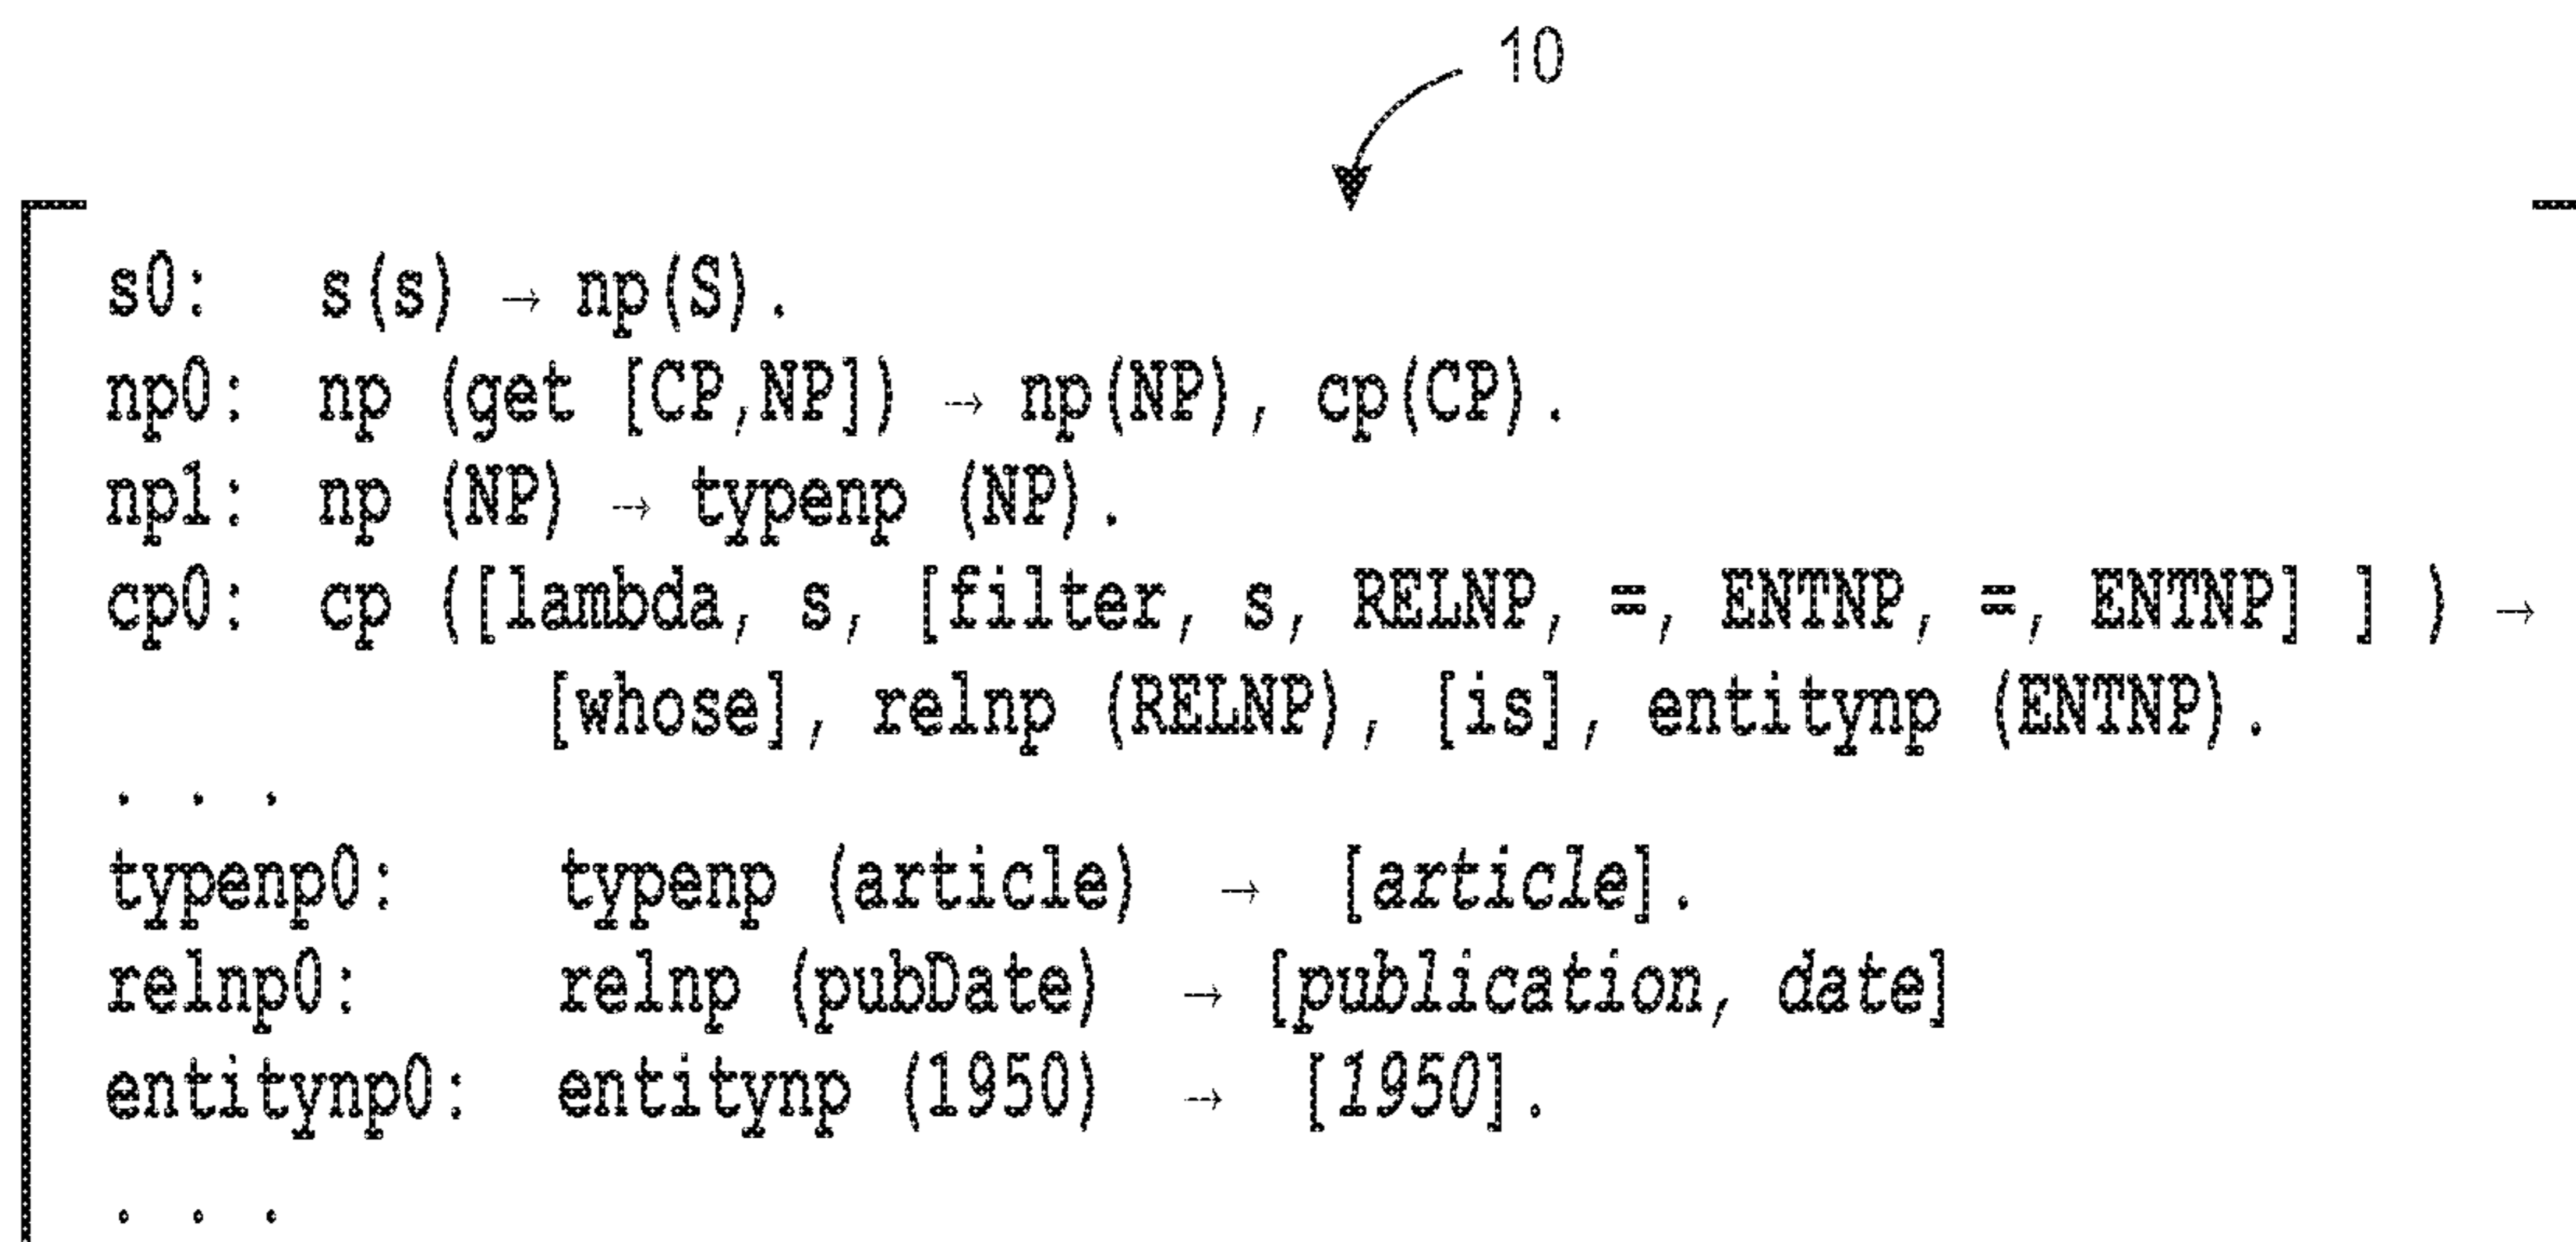 10
s0: s(s) → np(S).
np0: np (get [CP,NP]) → np(NP), cp(CP).
np1: np (NP) → typenp (NP).
cp0: cp ([lambda, s, [filter, s, RELNP, =, ENTNP, =, ENTNP] ] ) →
[whose], relnp (RELNP), [is], entitynp (ENTNP).
. . .
typenp0: typenp (article) → [article].
relnp0: relnp (pubDate) → [publication, date]
entitynp0: entitynp (1950) → [1950].
. . .